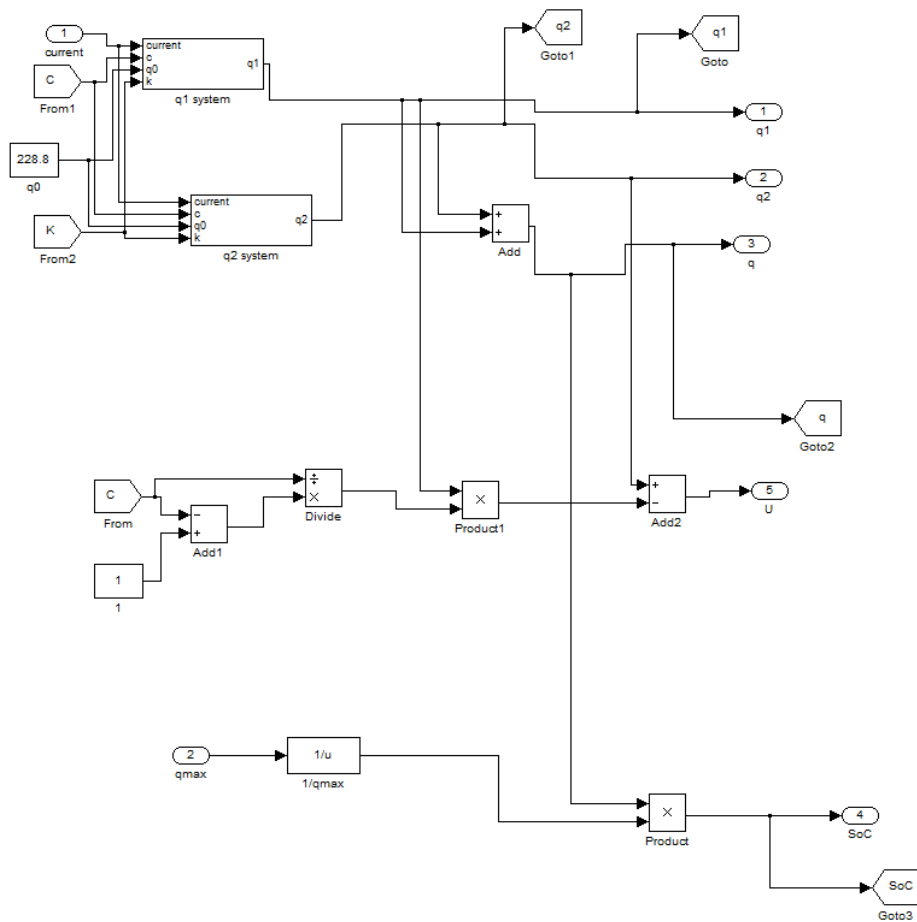 1
current
C
From1
228.8
q0
K
From2
current
c
q0
k
q1
q1 system
current
c
q0
k
q2
q2 system
q2
Goto1
q1
Goto
1
q1
2
q2
+
+
Add
3
q
q
Goto2
C
From
−
+
Add1
1
1
÷
×
Divide
×
Product1
+
−
Add2
5
U
2
qmax
1/u
1/qmax
×
Product
4
SoC
SoC
Goto3